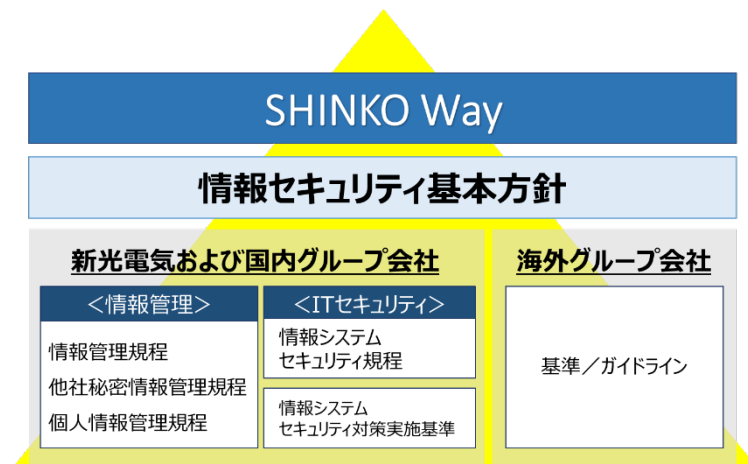 SHINKO Way
情報セキュリティ基本方針
新光電気および国内グループ会社
＜情報管理＞
情報管理規程
他社秘密情報管理規程
個人情報管理規程
＜ITセキュリティ＞
情報システム
セキュリティ規程
情報システム
セキュリティ対策実施基準
海外グループ会社
基準／ガイドライン